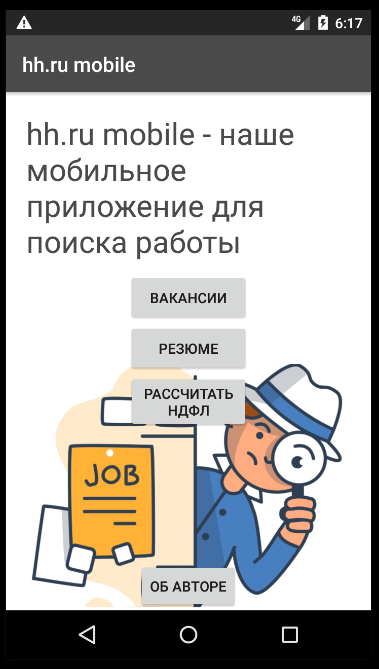 4G 6:17
hh.ru mobile
hh.ru mobile - наше
мобильное
приложение для
поиска работы
ВАКАНСИИ
РЕЗЮМЕ
РАССЧИТАТЬ
НДФЛ
JOB
ОБ АВТОРЕ